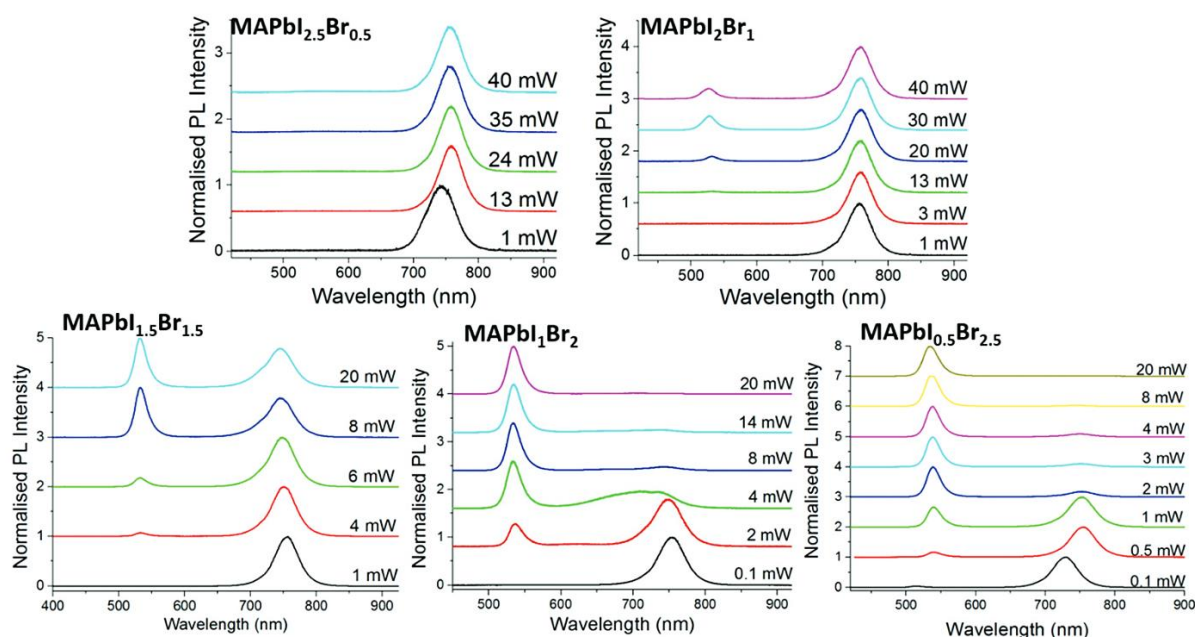 MAPbI₂.₅Br₀.₅
Normalised PL Intensity
3
2
1
0
40 mW
35 mW
24 mW
13 mW
1 mW
500 600 700 800 900
Wavelength (nm)
MAPbI₂Br₁
Normalised PL Intensity
4
3
2
1
0
40 mW
30 mW
20 mW
13 mW
3 mW
1 mW
500 600 700 800 900
Wavelength (nm)
MAPbI₁.₅Br₁.₅
Normalised PL Intensity
5
4
3
2
1
0
20 mW
8 mW
6 mW
4 mW
1 mW
400 500 600 700 800 900
Wavelength (nm)
MAPbI₁Br₂
Normalised PL Intensity
5
4
3
2
1
0
20 mW
14 mW
8 mW
4 mW
2 mW
0.1 mW
500 600 700 800 900
Wavelength (nm)
MAPbI₀.₅Br₂.₅
Normalised PL Intensity
8
7
6
5
4
3
2
1
0
20 mW
8 mW
4 mW
3 mW
2 mW
1 mW
0.5 mW
0.1 mW
400 500 600 700 800 900
Wavelength (nm)